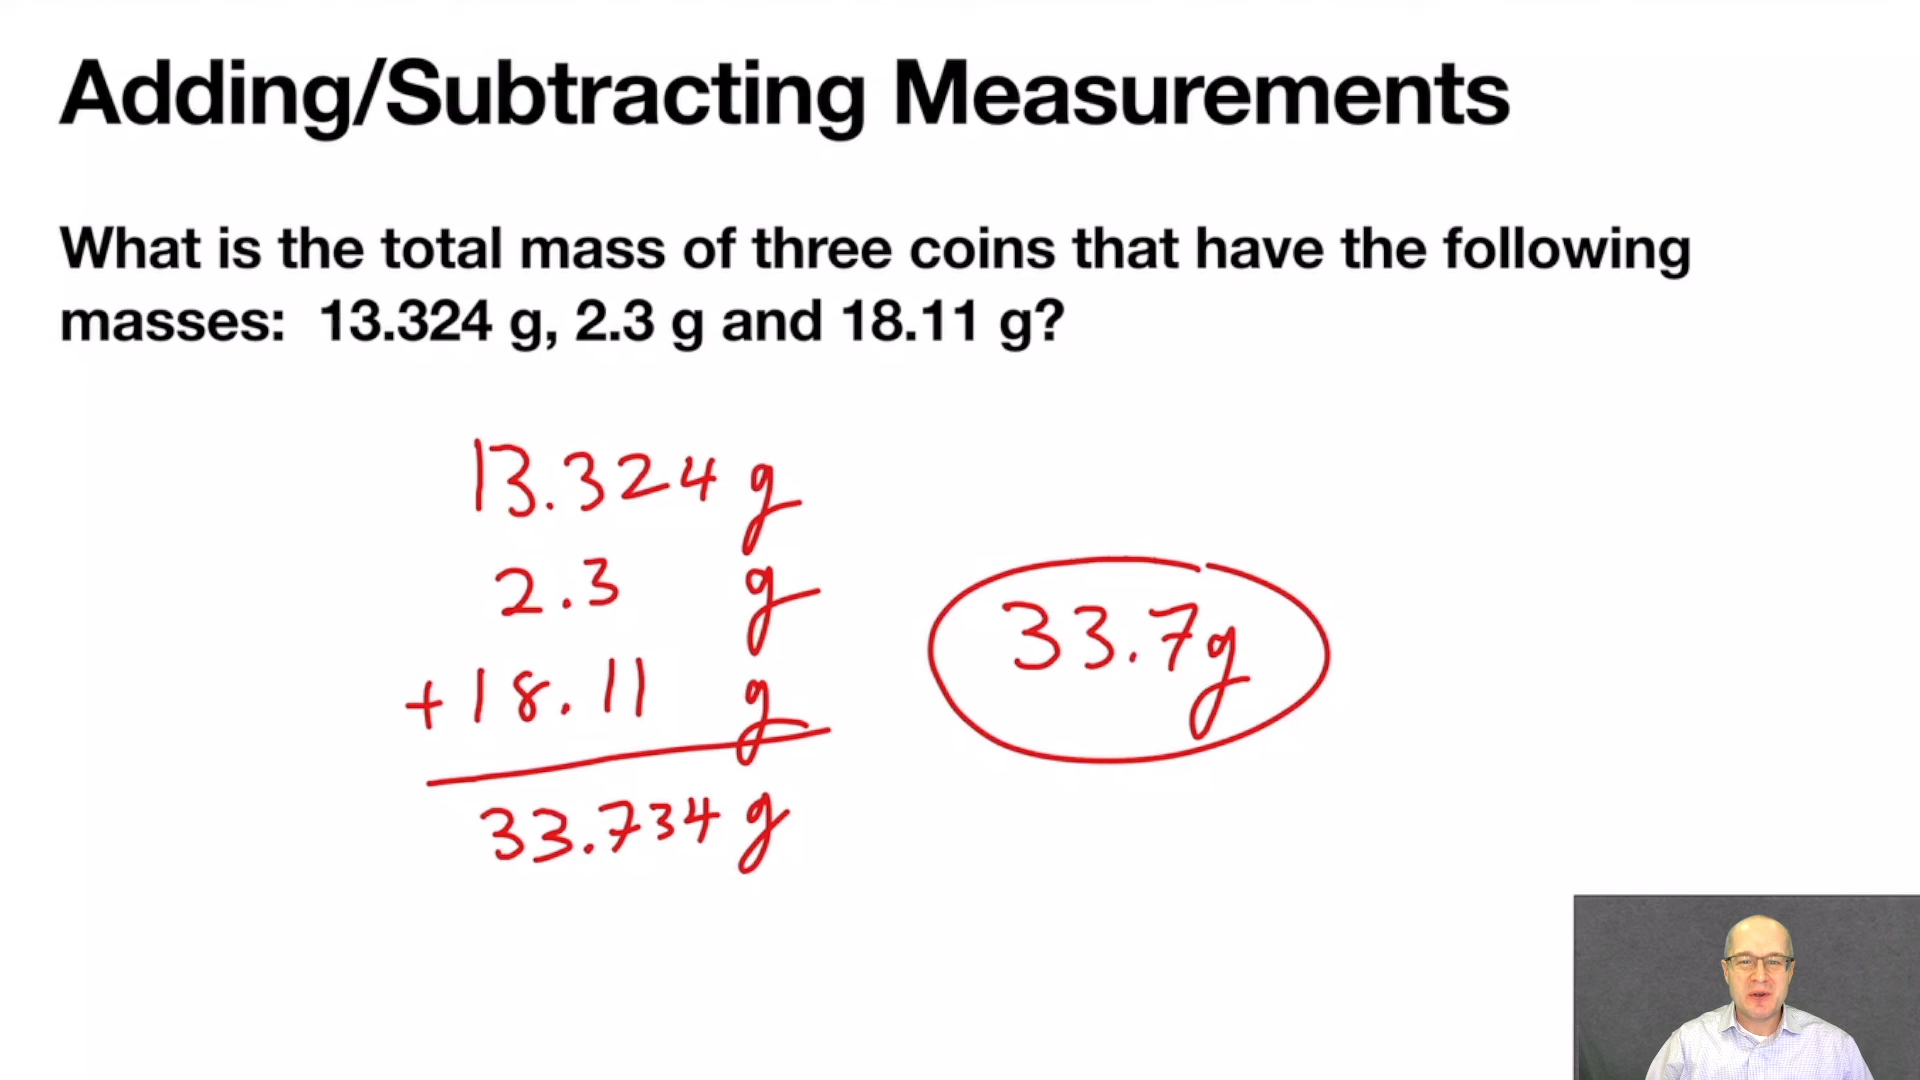 Adding/Subtracting Measurements
What is the total mass of three coins that have the following
masses: 13.324 g, 2.3 g and 18.11 g?
13.324 g
2.3 g
+18.11 g
33.734 g
33.7g